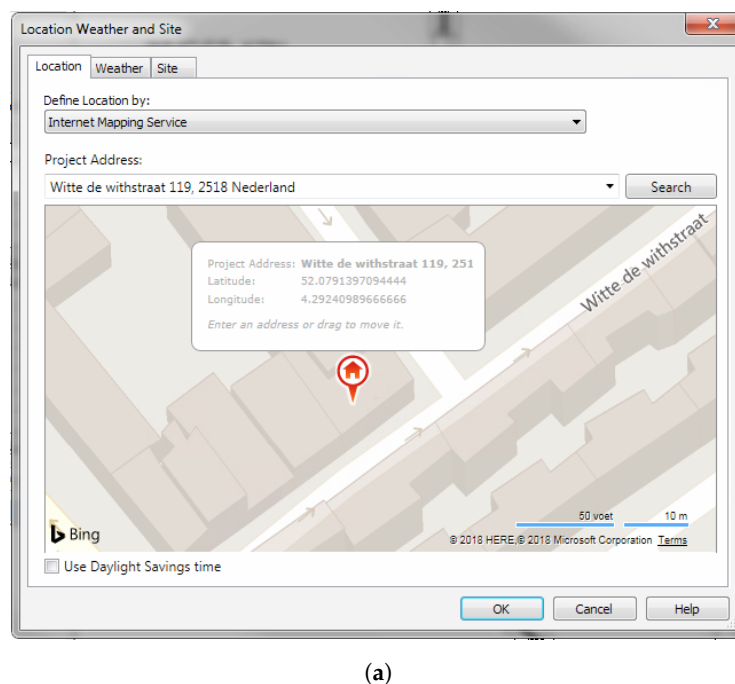 Location Weather and Site
Location Weather Site
Define Location by:
Internet Mapping Service
Project Address:
Witte de withstraat 119, 2518 Nederland Search
Witte de withstraat
Project Address: Witte de withstraat 119, 251
Latitude: 52.0791397094444
Longitude: 4.29240989666666
Enter an address or drag to move it.
50 voet 10 m
Bing
© 2018 HERE,© 2018 Microsoft Corporation Terms
Use Daylight Savings time
OK Cancel Help
(a)